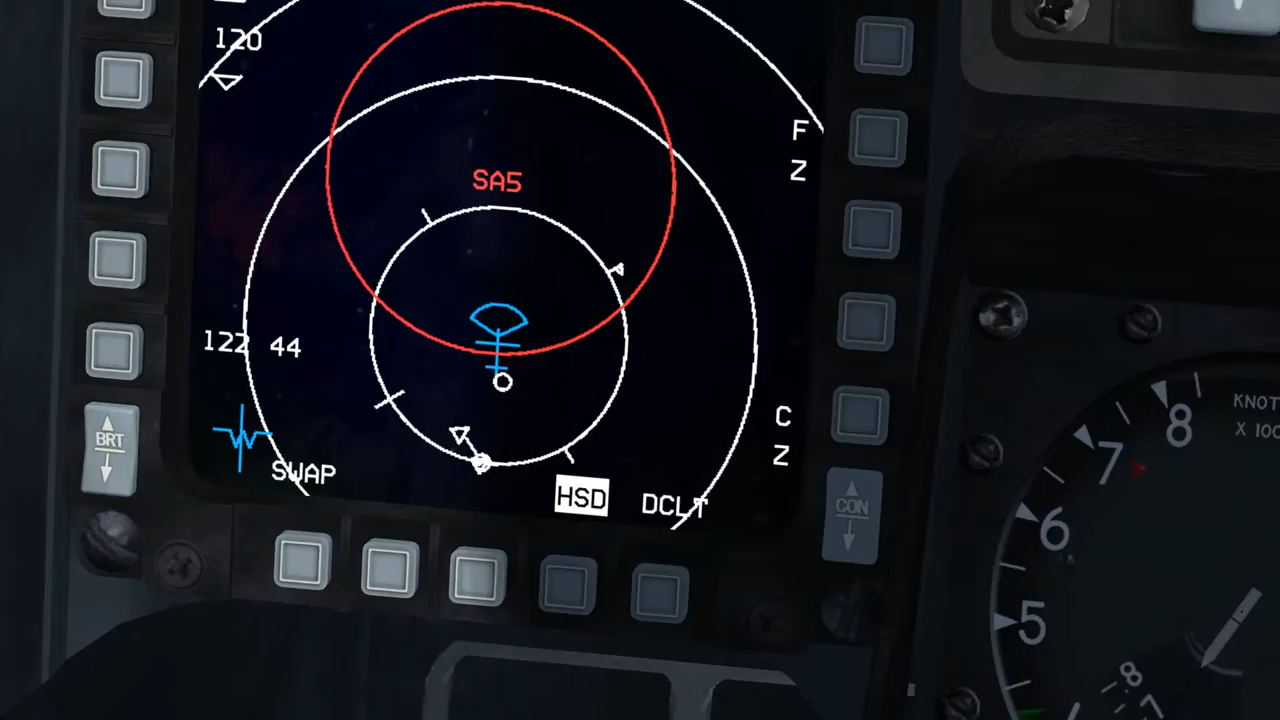 120
F
Z
SA5
122 44
C
Z
BRT
SWAP
HSD
DCLT
CON
KNOT
X 100
8
7
6
5
8